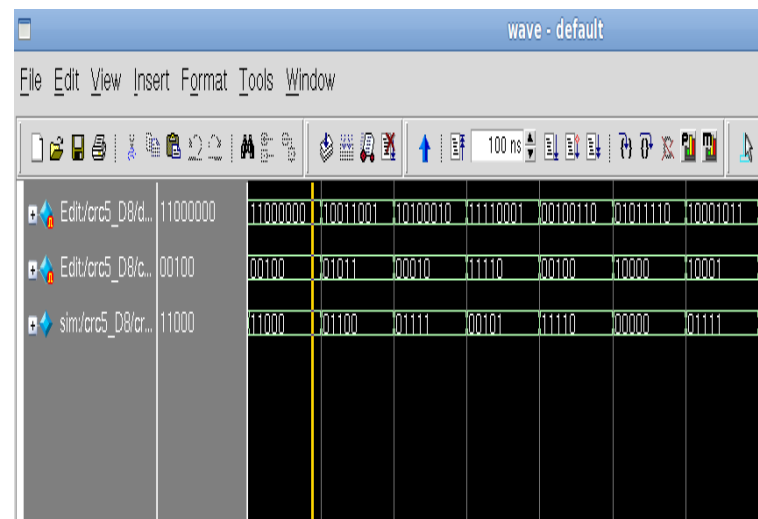 wave - default
File Edit View Insert Format Tools Window
100 ns
Edit:/crc5_D8/d... 11000000 11000000 10011001 10100010 11110001 00100110 01011110 10001011
Edit:/crc5_D8/c... 00100 00100 01011 00010 11110 00100 10000 10001
sim:/crc5_D8/cr... 11000 11000 01100 01111 00101 11110 00000 01111